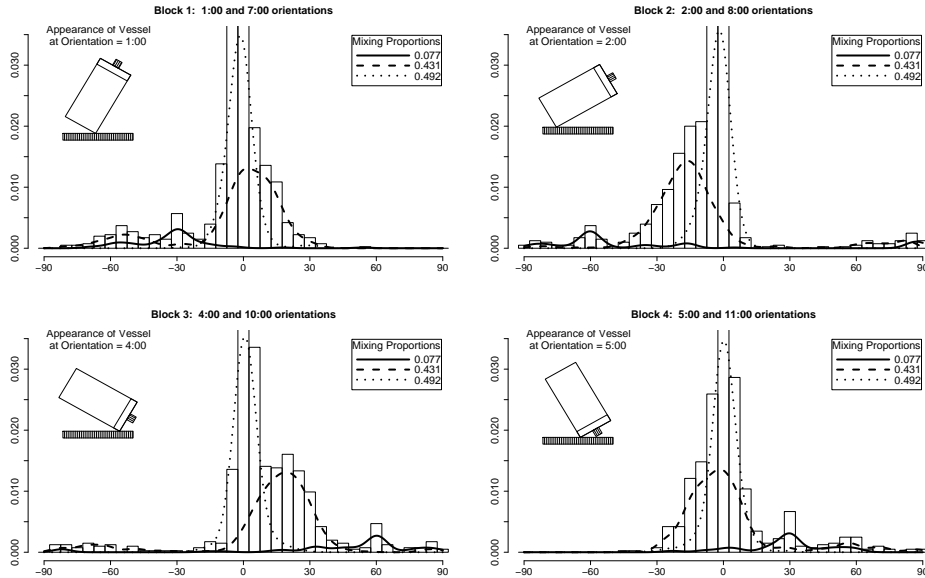 Block 1: 1:00 and 7:00 orientations
Appearance of Vessel
at Orientation = 1:00
Mixing Proportions
0.077
0.431
0.492
0.000 0.010 0.020 0.030
−90 −60 −30 0 30 60 90
Block 2: 2:00 and 8:00 orientations
Appearance of Vessel
at Orientation = 2:00
Mixing Proportions
0.077
0.431
0.492
0.000 0.010 0.020 0.030
−90 −60 −30 0 30 60 90
Block 3: 4:00 and 10:00 orientations
Appearance of Vessel
at Orientation = 4:00
Mixing Proportions
0.077
0.431
0.492
0.000 0.010 0.020 0.030
−90 −60 −30 0 30 60 90
Block 4: 5:00 and 11:00 orientations
Appearance of Vessel
at Orientation = 5:00
Mixing Proportions
0.077
0.431
0.492
0.000 0.010 0.020 0.030
−90 −60 −30 0 30 60 90